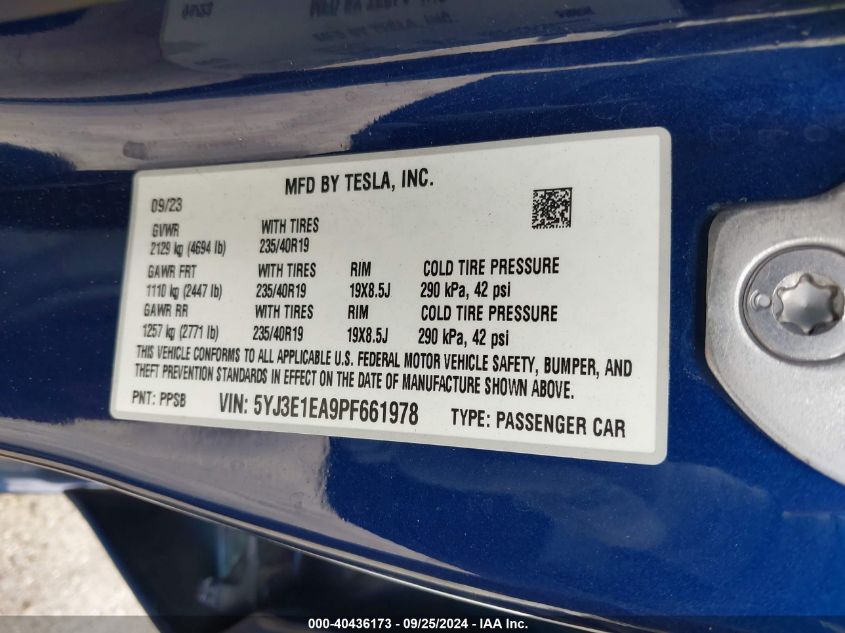 MFD BY TESLA, INC.
09/23
GVWR WITH TIRES
2129 kg (4694 lb) 235/40R19
GAWR FRT WITH TIRES RIM COLD TIRE PRESSURE
1110 kg (2447 lb) 235/40R19 19X8.5J 290 kPa, 42 psi
GAWR RR WITH TIRES RIM COLD TIRE PRESSURE
1257 kg (2771 lb) 235/40R19 19X8.5J 290 kPa, 42 psi
THIS VEHICLE CONFORMS TO ALL APPLICABLE U.S. FEDERAL MOTOR VEHICLE SAFETY, BUMPER, AND
THEFT PREVENTION STANDARDS IN EFFECT ON THE DATE OF MANUFACTURE SHOWN ABOVE.
PNT: PPSB VIN: 5YJ3E1EA9PF661978 TYPE: PASSENGER CAR
000-40436173 - 09/25/2024 - IAA Inc.